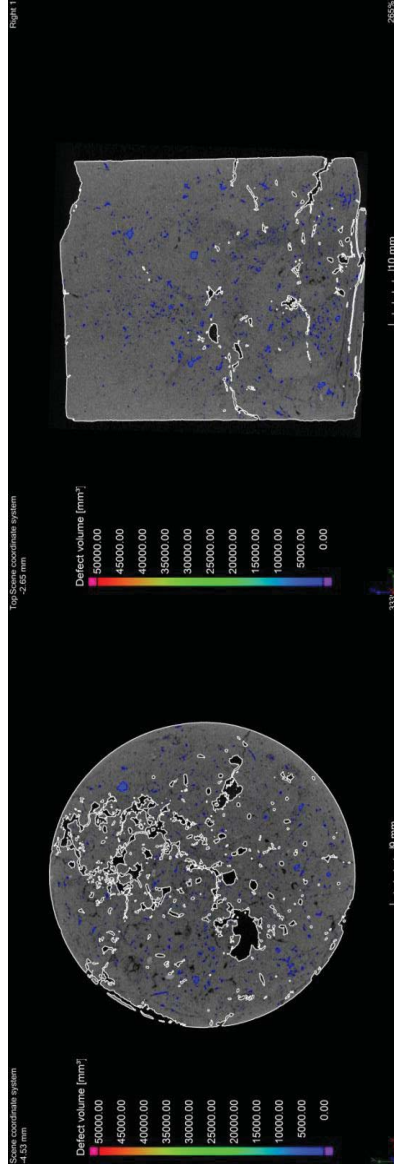 Scene coordinate system
-4.53 mm
Top
Defect volume [mm³]
50000.00
45000.00
40000.00
35000.00
30000.00
25000.00
20000.00
15000.00
10000.00
5000.00
0.00
9 mm
Scene coordinate system
-2.65 mm
Right 1
Defect volume [mm³]
50000.00
45000.00
40000.00
35000.00
30000.00
25000.00
20000.00
15000.00
10000.00
5000.00
0.00
10 mm
265%